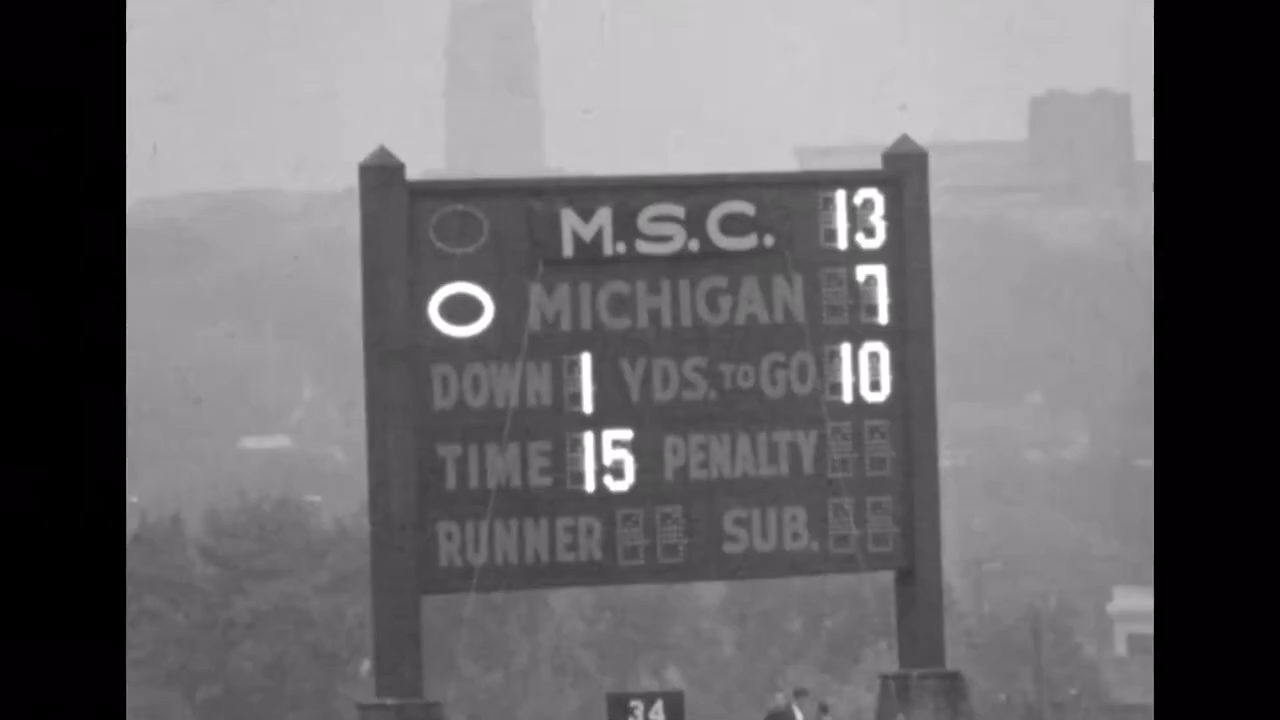 M.S.C. 13
MICHIGAN 7
DOWN 1 YDS. TO GO 10
TIME 15 PENALTY
RUNNER SUB.
34